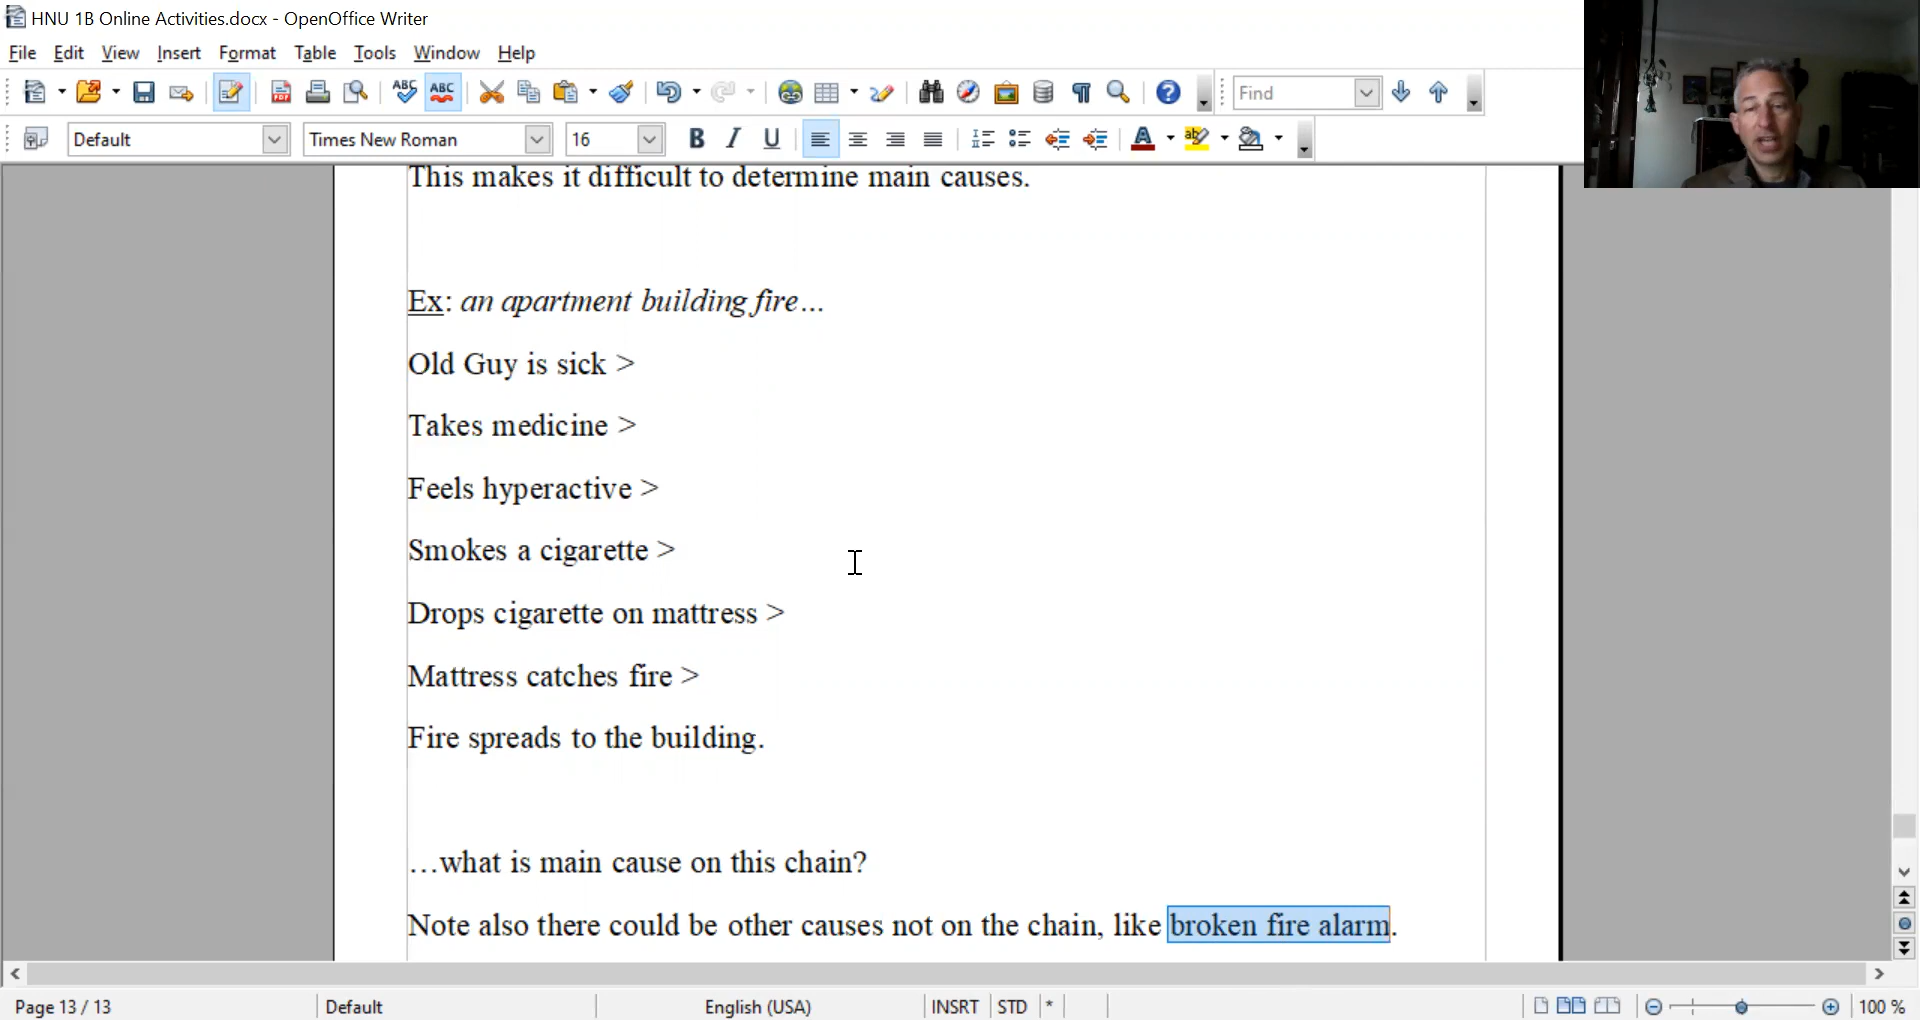 HNU 1B Online Activities.docx - OpenOffice Writer
File Edit View Insert Format Table Tools Window Help
ABC ABC PDF Find
Default Times New Roman 16 B I U
This makes it difficult to determine main causes.
Ex: an apartment building fire…
Old Guy is sick >
Takes medicine >
Feels hyperactive >
Smokes a cigarette >
Drops cigarette on mattress >
Mattress catches fire >
Fire spreads to the building.
…what is main cause on this chain?
Note also there could be other causes not on the chain, like broken fire alarm.
Page 13 / 13 Default English (USA) INSRT STD * 100 %